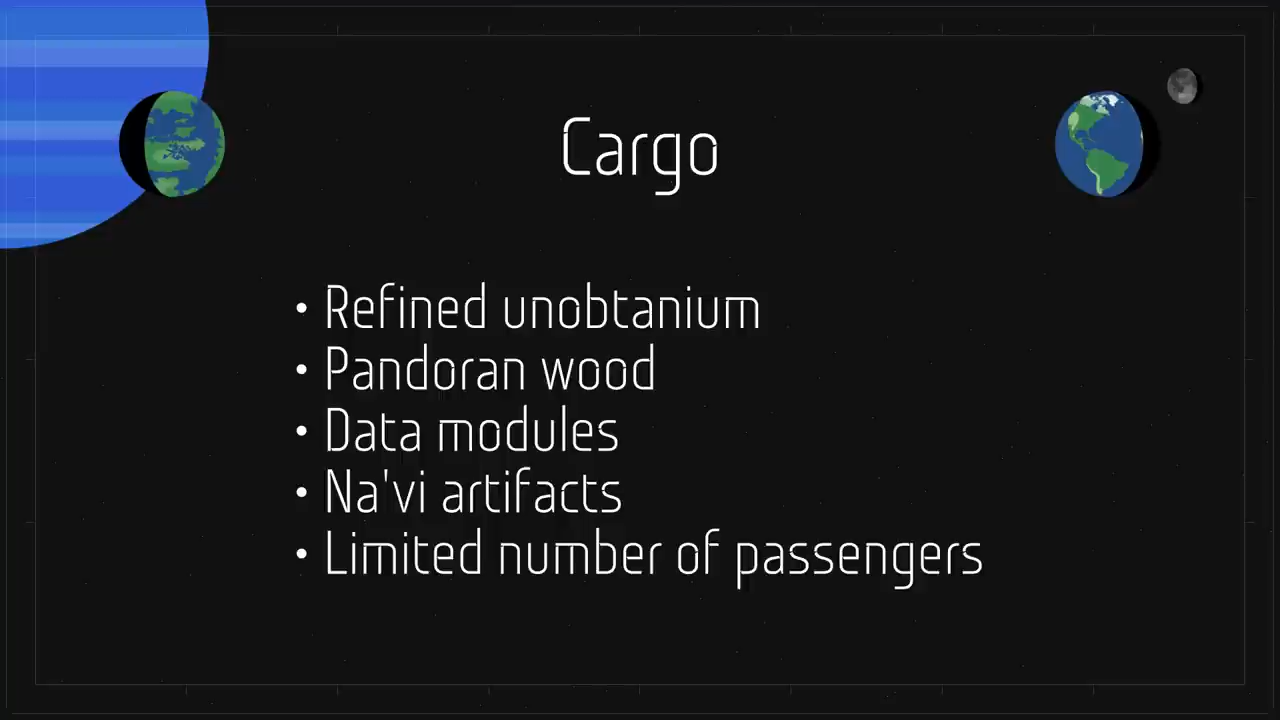 Cargo
• Refined unobtanium
• Pandoran wood
• Data modules
• Na'vi artifacts
• Limited number of passengers